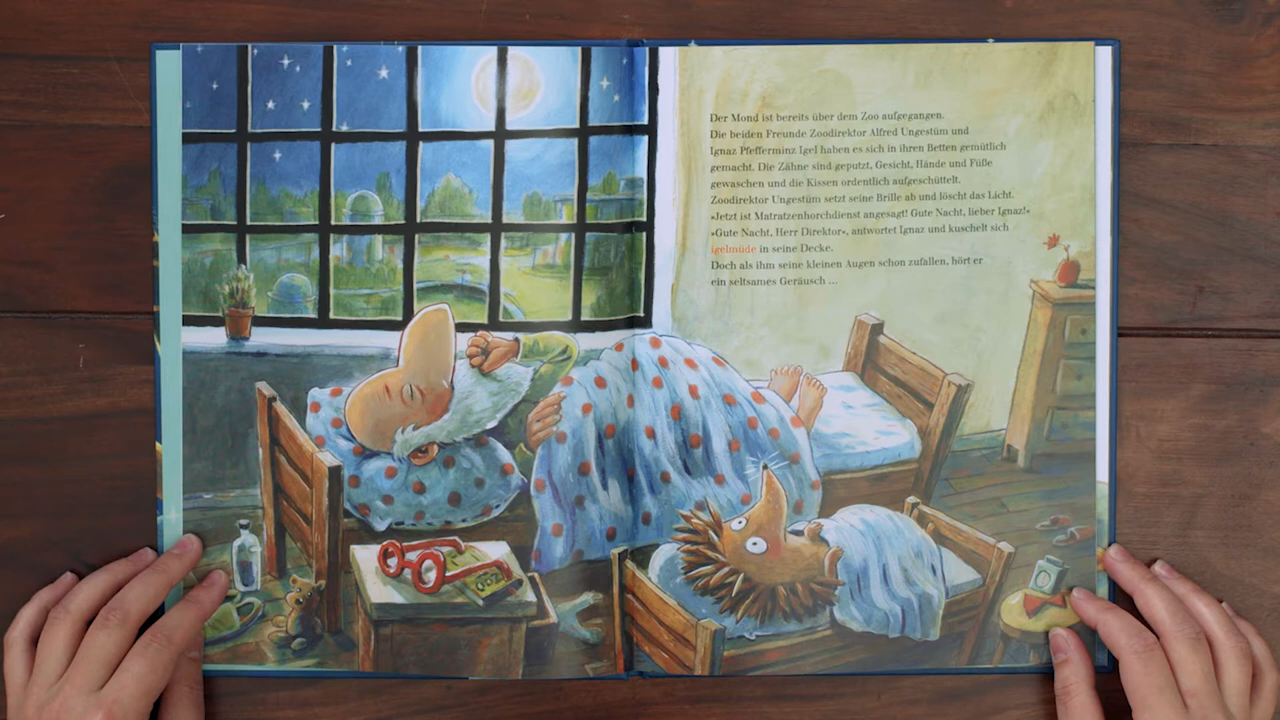 Der Mond ist bereits über dem Zoo aufgegangen.
Die beiden Freunde Zoodirektor Alfred Ungestüm und
Ignaz Pfefferminz Igel haben es sich in ihren Betten gemütlich
gemacht. Die Zähne sind geputzt, Gesicht, Hände und Füße
gewaschen und die Kissen ordentlich aufgeschüttelt.
Zoodirektor Ungestüm setzt seine Brille ab und löscht das Licht.
»Jetzt ist Matratzenhorchdienst angesagt! Gute Nacht, lieber Ignaz!«
»Gute Nacht, Herr Direktor«, antwortet Ignaz und kuschelt sich
igelmüde in seine Decke.
Doch als ihm seine kleinen Augen schon zufallen, hört er
ein seltsames Geräusch ...
ZOO